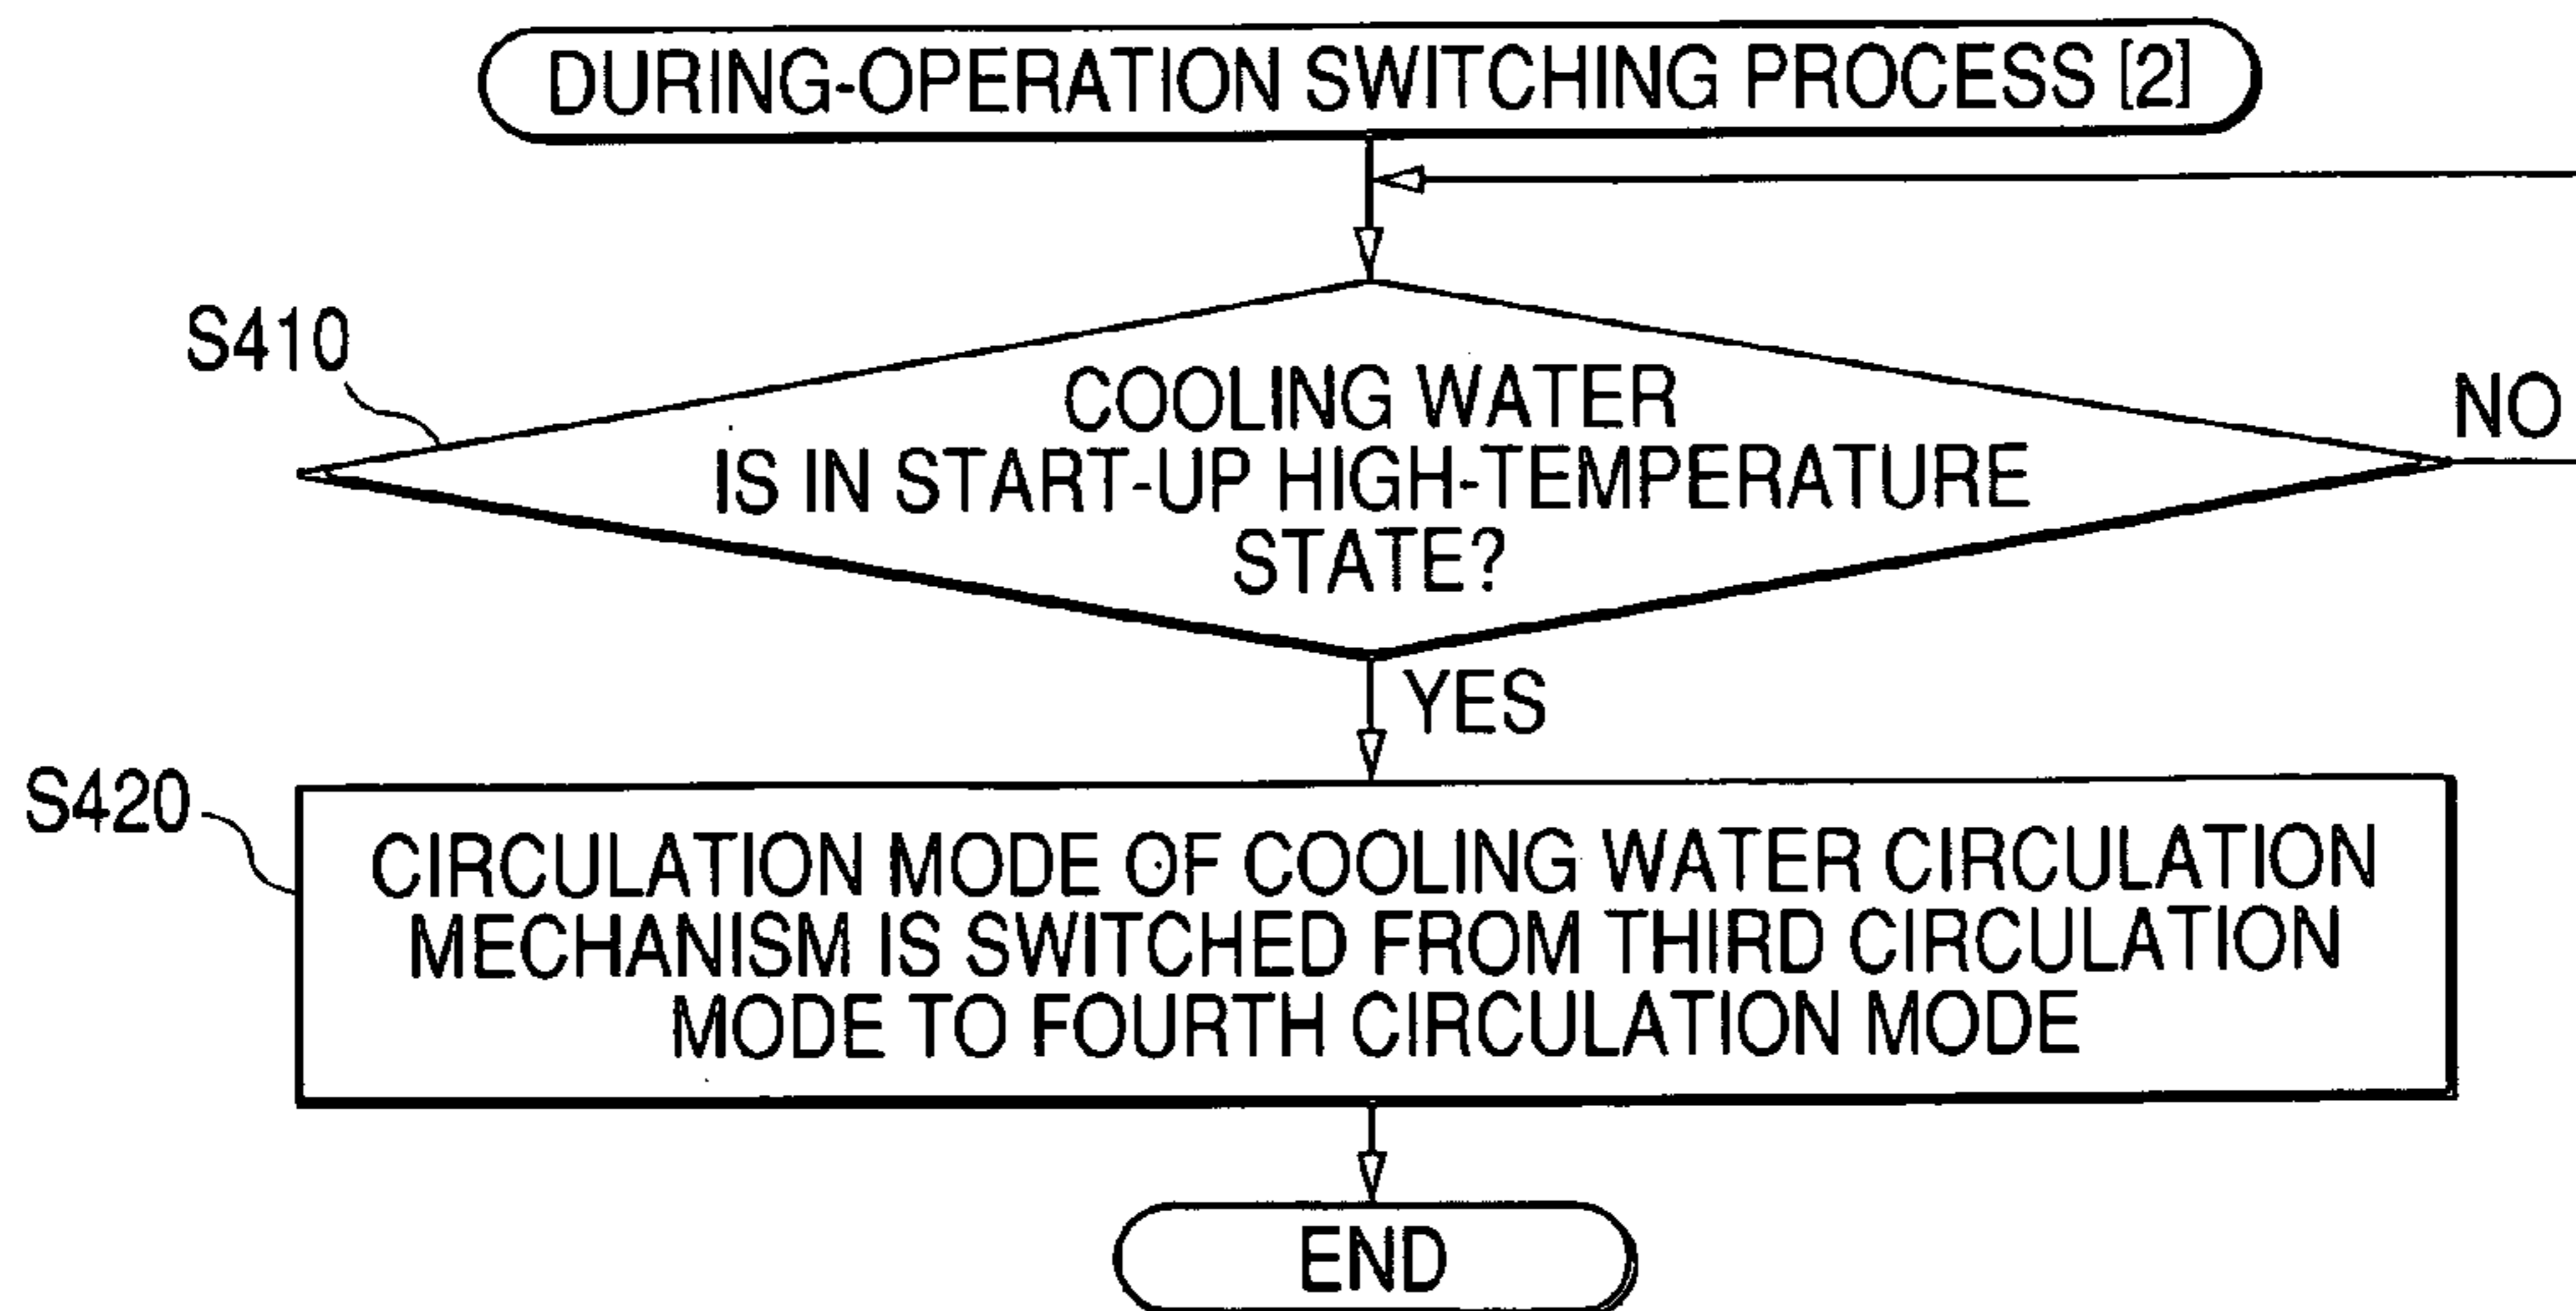 DURING-OPERATION SWITCHING PROCESS [2]
S410
COOLING WATER
IS IN START-UP HIGH-TEMPERATURE
STATE?
NO
YES
S420
CIRCULATION MODE OF COOLING WATER CIRCULATION
MECHANISM IS SWITCHED FROM THIRD CIRCULATION
MODE TO FOURTH CIRCULATION MODE
END